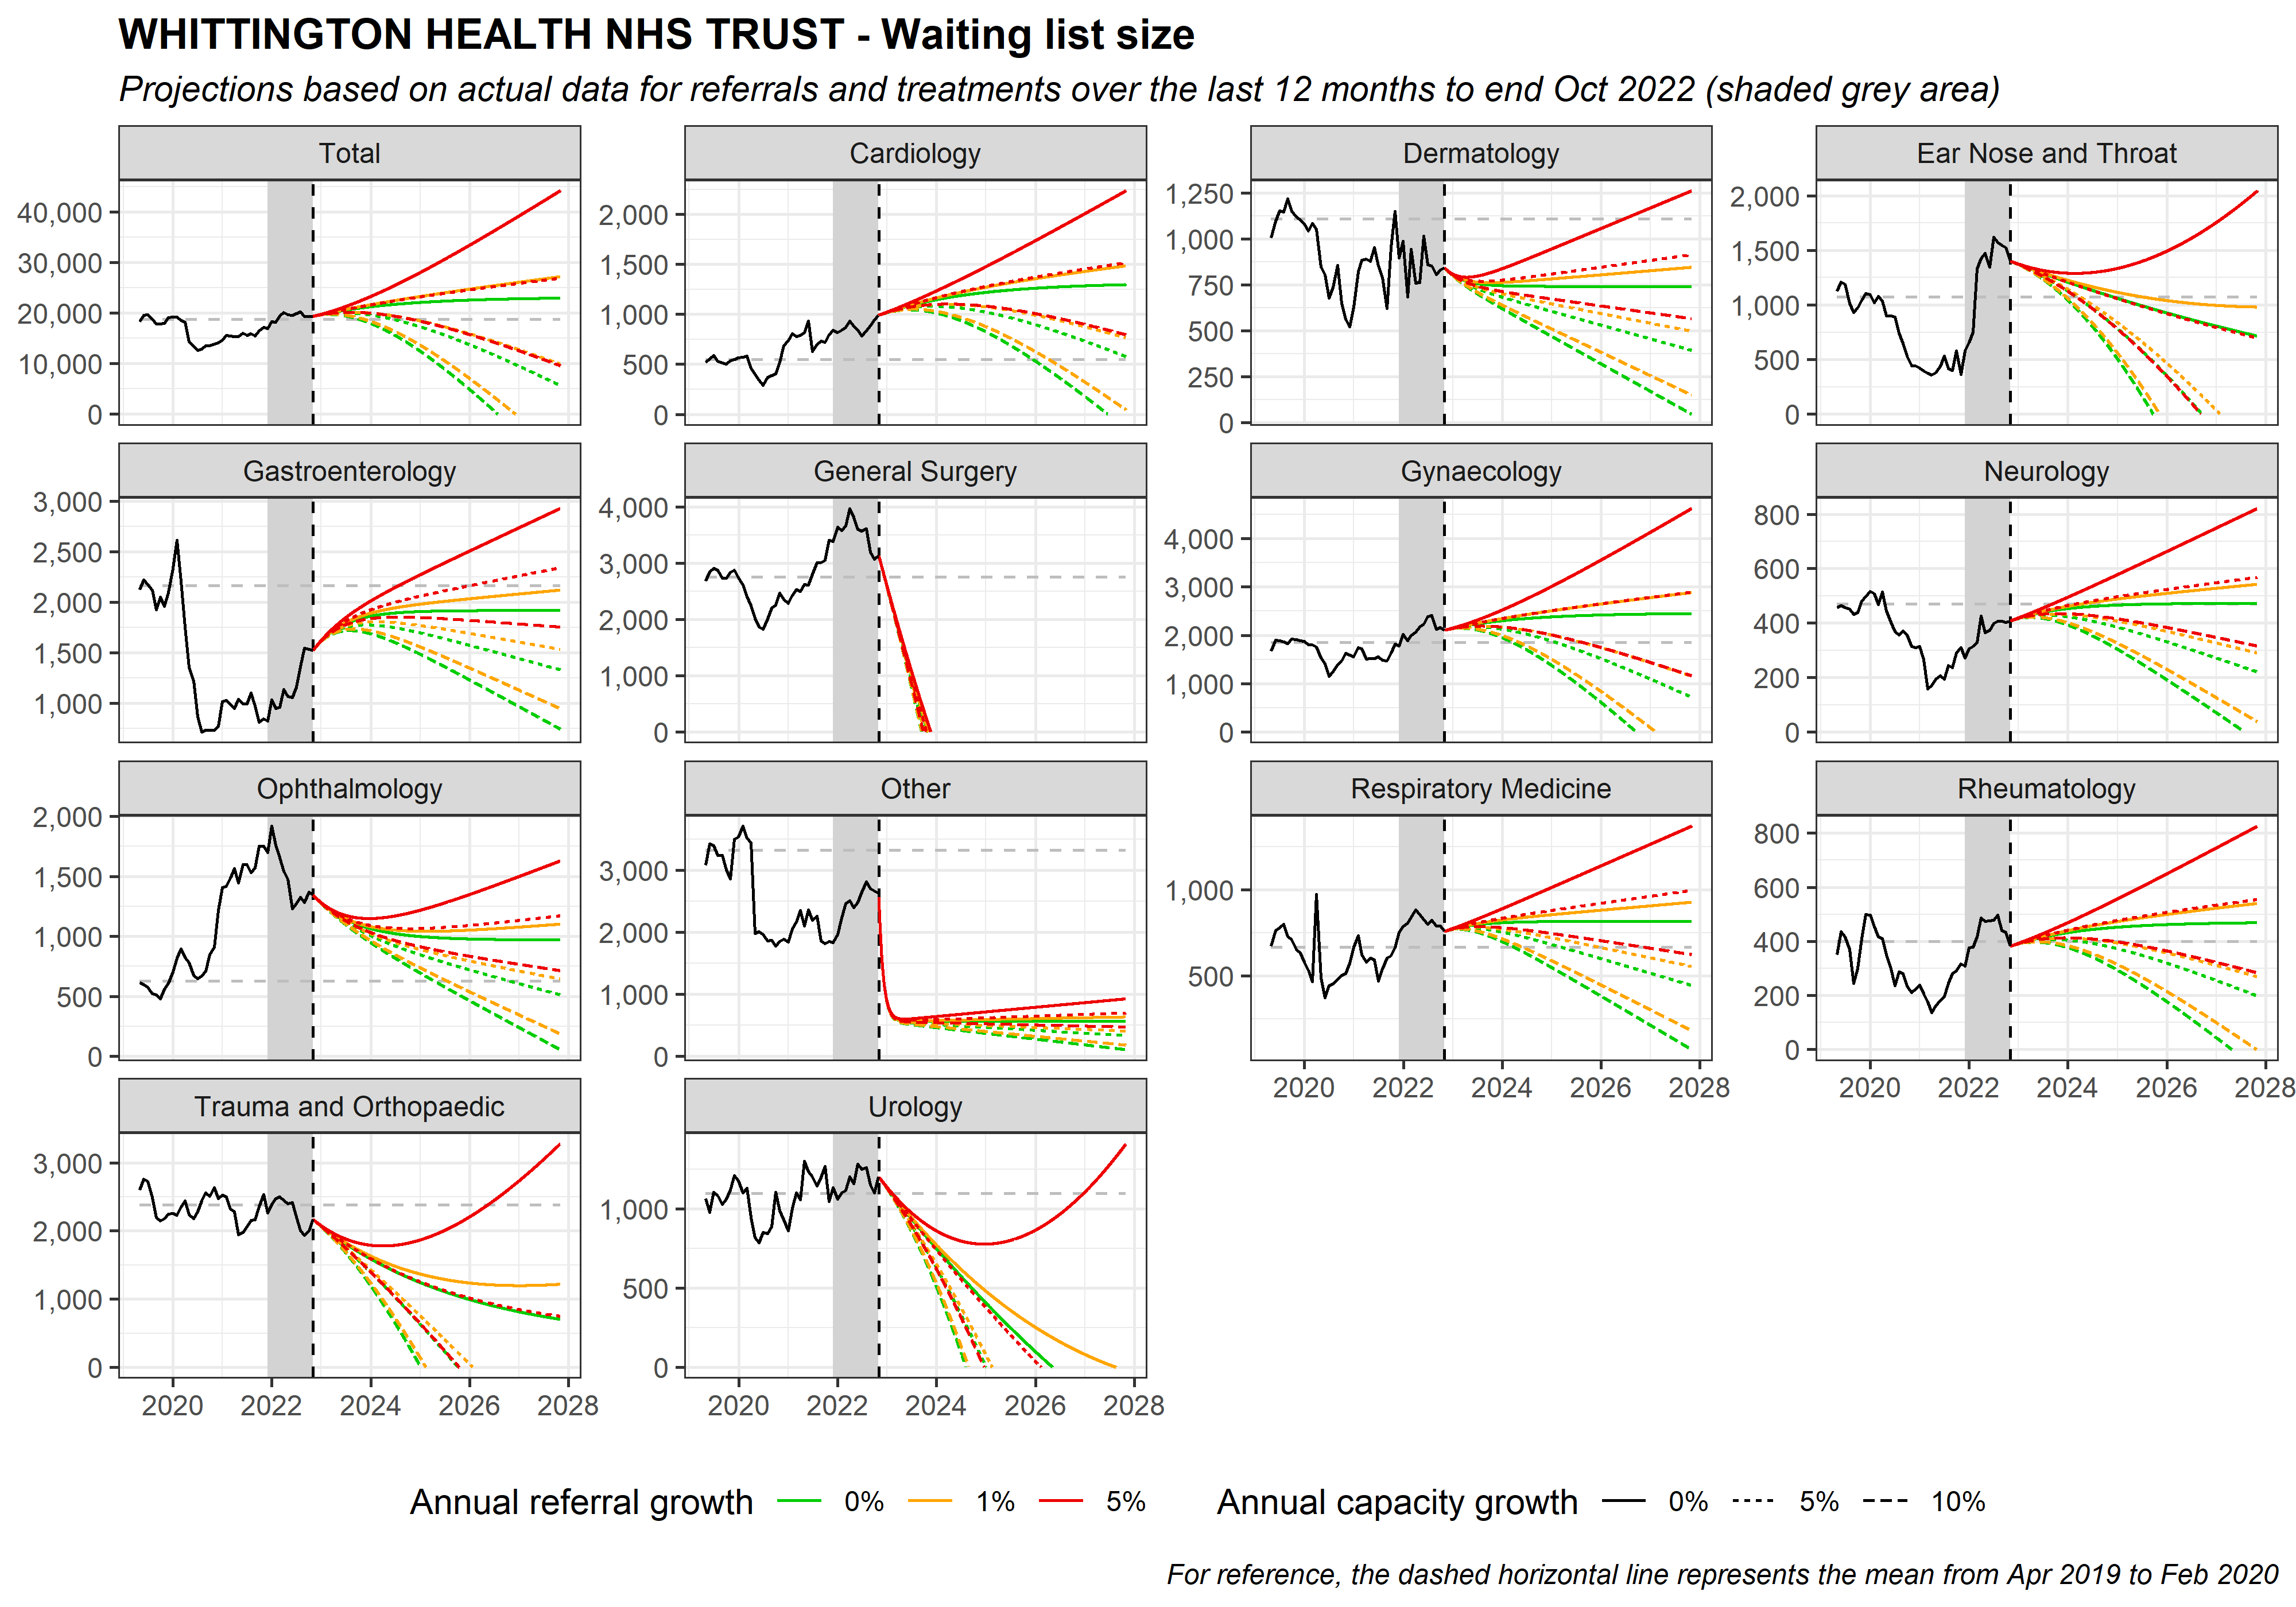 WHITTINGTON HEALTH NHS TRUST - Waiting list size
Projections based on actual data for referrals and treatments over the last 12 months to end Oct 2022 (shaded grey area)
Total
40,000
30,000
20,000
10,000
0
Cardiology
2,000
1,500
1,000
500
0
Dermatology
1,250
1,000
750
500
250
0
Ear Nose and Throat
2,000
1,500
1,000
500
0
Gastroenterology
3,000
2,500
2,000
1,500
1,000
General Surgery
4,000
3,000
2,000
1,000
0
Gynaecology
4,000
3,000
2,000
1,000
0
Neurology
800
600
400
200
0
Ophthalmology
2,000
1,500
1,000
500
0
Other
3,000
2,000
1,000
0
Respiratory Medicine
1,000
500
2020 2022 2024 2026 2028
Rheumatology
800
600
400
200
0
2020 2022 2024 2026 2028
Trauma and Orthopaedic
3,000
2,000
1,000
0
2020 2022 2024 2026 2028
Urology
1,000
500
0
2020 2022 2024 2026 2028
Annual referral growth 0% 1% 5% Annual capacity growth 0% 5% 10%
For reference, the dashed horizontal line represents the mean from Apr 2019 to Feb 2020